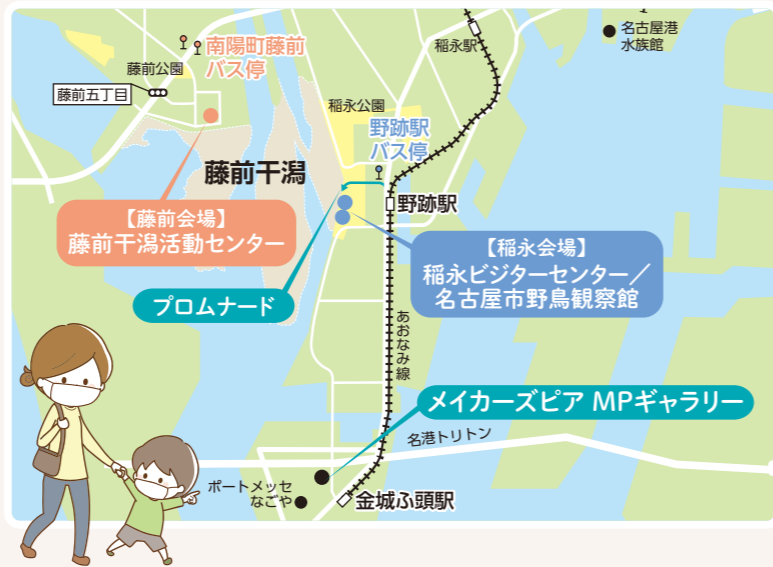 南陽町藤前
バス停
藤前公園
藤前五丁目
稲永駅
名古屋港
水族館
稲永公園
野跡駅
バス停
藤前干潟
野跡駅
【藤前会場】
藤前干潟活動センター
【稲永会場】
稲永ビジターセンター／
名古屋市野鳥観察館
プロムナード
あおなみ線
メイカーズピア MPギャラリー
名港トリトン
ポートメッセ
なごや
金城ふ頭駅